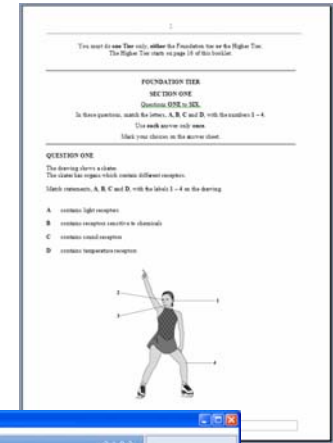 2
You must do one Tier only, either the Foundation tier or the Higher Tier.
The Higher Tier starts on page 16 of this booklet.
FOUNDATION TIER
SECTION ONE
Questions ONE to SIX.
In these questions, match the letters, A, B, C and D, with the numbers 1 – 4.
Use each answer only once.
Mark your choices on the answer sheet.
QUESTION ONE
The drawing shows a skater.
The skater has organs which contain different receptors.
Match statements, A, B, C and D, with the labels 1 – 4 on the drawing.
A contains light receptors
B contains receptors sensitive to chemicals
C contains sound receptors
D contains temperature receptors
2
1
3
4